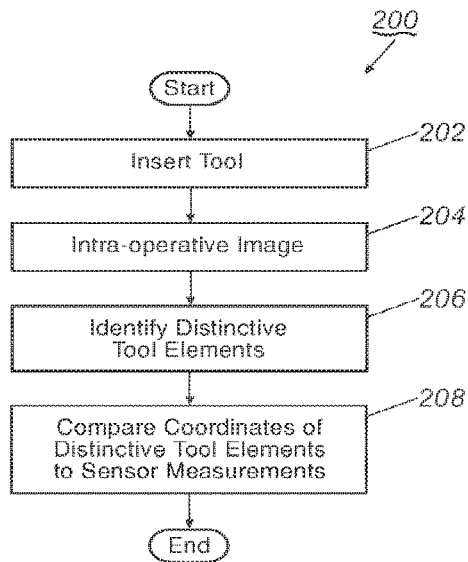 200
Start
202
Insert Tool
204
Intra-operative Image
206
Identify Distinctive
Tool Elements
208
Compare Coordinates of
Distinctive Tool Elements
to Sensor Measurements
End